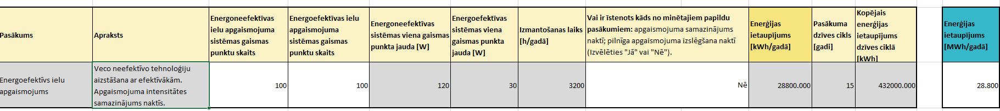 Pasākums
Apraksts
Energoneefektīvas
ielu apgaismojuma
sistēmas gaismas
punktu skaits
Energoefektīvas ielu
apgaismojuma
sistēmas gaismas
punktu skaits
Energoneefektīvas
sistēmas viena gaismas
punkta jauda [W]
Energoefektīvas
sistēmas viena
gaismas punkta
jauda [W]
Izmantošanas laiks
[h/gadā]
Vai ir īstenots kāds no minētajiem papildu
pasākumiem: apgaismojuma samazinājums
naktī; pilnīga apgaismojuma izslēgšana naktī
(Izvēlēties "Jā" vai "Nē").
Enerģijas
ietaupījums
[kWh/gadā]
Pasākuma
dzīves cikls
[gadi]
Kopējais
enerģijas
ietaupījums
dzīves ciklā
[kWh]
Enerģijas
ietaupījums
[MWh/gadā]
Energoefektīvs ielu
apgaismojums
Veco neefektīvo tehnoloģiju
aizstāšana ar efektīvākām.
Apgaismojuma intensitātes
samazinājums naktīs.
100
100
120
30
3200
Nē
28800.000
15
432000.000
28.800